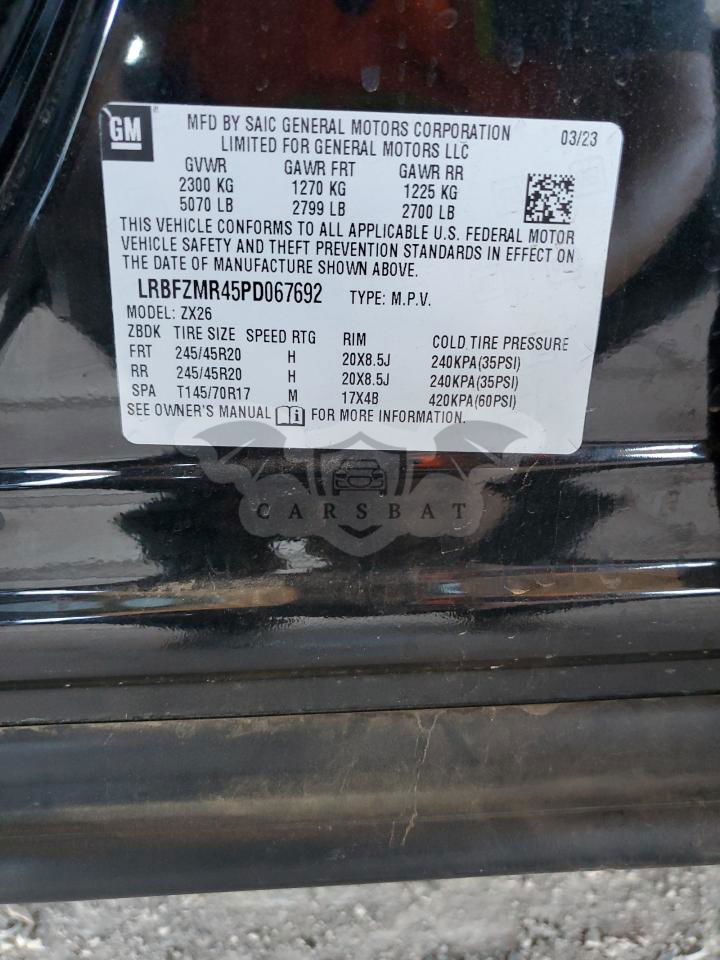 GM
MFD BY SAIC GENERAL MOTORS CORPORATION 03/23
LIMITED FOR GENERAL MOTORS LLC
GVWR GAWR FRT GAWR RR
2300 KG 1270 KG 1225 KG
5070 LB 2799 LB 2700 LB
THIS VEHICLE CONFORMS TO ALL APPLICABLE U.S. FEDERAL MOTOR
VEHICLE SAFETY AND THEFT PREVENTION STANDARDS IN EFFECT ON
THE DATE OF MANUFACTURE SHOWN ABOVE.
LRBFZMR45PD067692 TYPE: M.P.V.
MODEL: ZX26
ZBDK TIRE SIZE SPEED RTG RIM COLD TIRE PRESSURE
FRT 245/45R20 H 20X8.5J 240KPA(35PSI)
RR 245/45R20 H 20X8.5J 240KPA(35PSI)
SPA T145/70R17 M 17X4B 420KPA(60PSI)
SEE OWNER'S MANUAL i FOR MORE INFORMATION.
CARSBAT